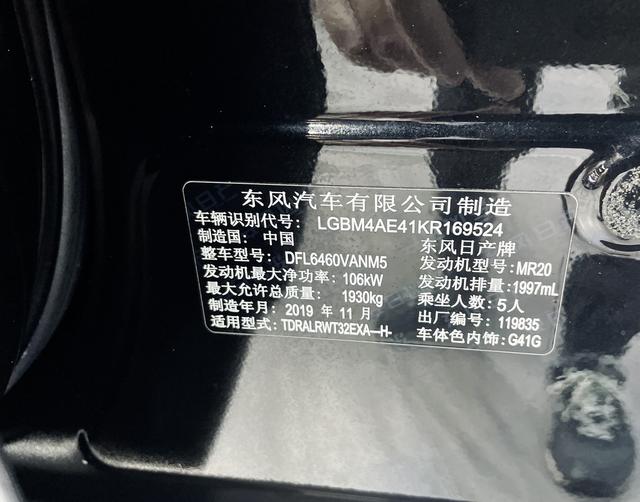 东风汽车有限公司制造
车辆识别代号: LGBM4AE41KR169524
制造国: 中国 东风日产牌
整车型号: DFL6460VANM5 发动机型号: MR20
发动机最大净功率: 106kW 发动机排量: 1997mL
最大允许总质量: 1930kg 乘坐人数: 5人
制造年月: 2019 年 11 月 出厂编号: 119835
适用型式: TDRALRWT32EXA—H- 车体色内饰: G41G